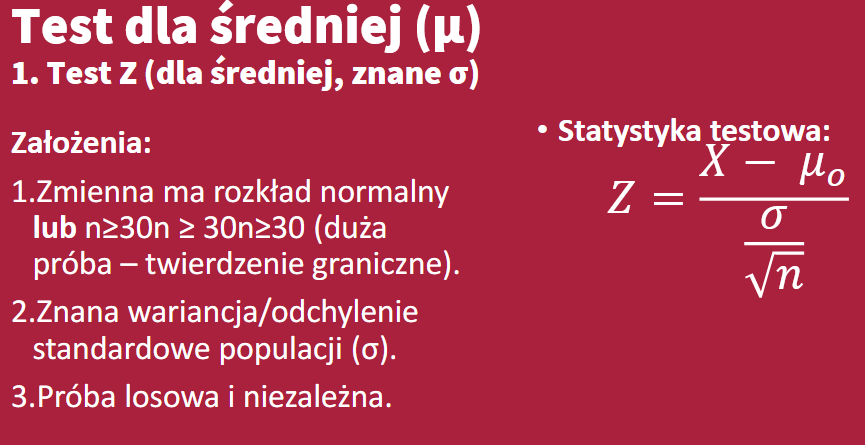 Test dla średniej (μ)
1. Test Z (dla średniej, znane σ)
Założenia:
1.Zmienna ma rozkład normalny
lub n≥30n ≥ 30n≥30 (duża
próba – twierdzenie graniczne).
2.Znana wariancja/odchylenie
standardowe populacji (σ).
3.Próba losowa i niezależna.
• Statystyka testowa:
Z = (X − μ₀) / (σ / √n)